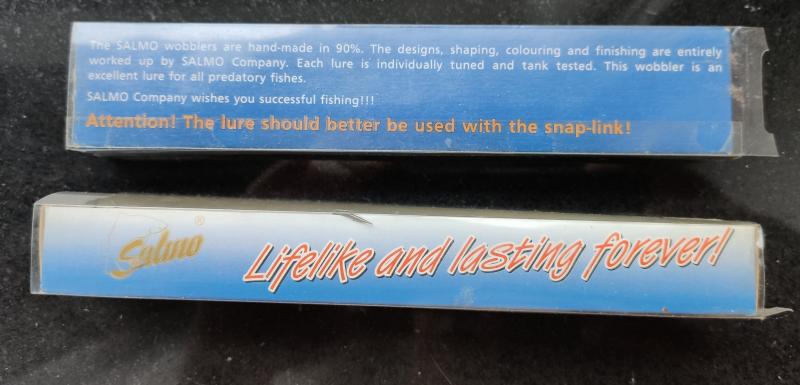 The SALMO wobblers are hand-made in 90%. The designs, shaping, colouring and finishing are entirely
worked up by SALMO Company. Each lure is individually tuned and tank tested. This wobbler is an
excellent lure for all predatory fishes.
SALMO Company wishes you successful fishing!!!
Attention! The lure should better be used with the snap-link!
Salmo®
Lifelike and lasting forever!